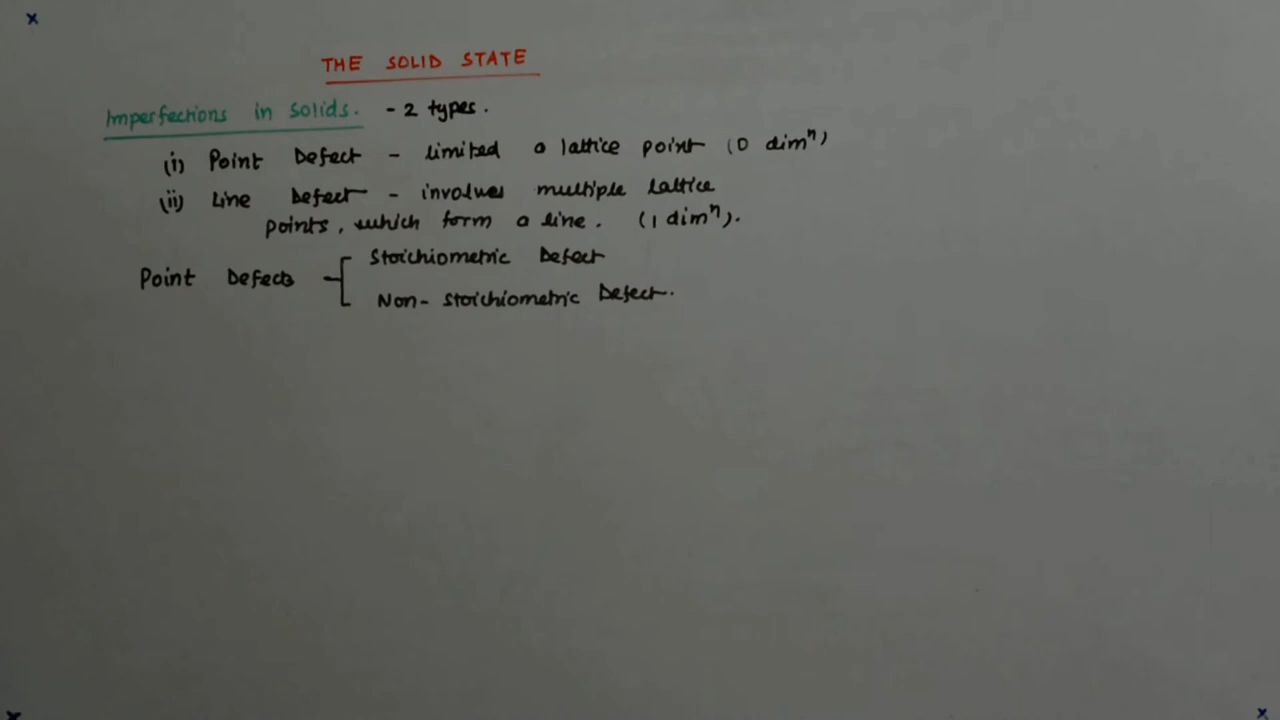 THE SOLID STATE
Imperfections in solids. - 2 types.
(i) Point Defect - limited a lattice point (0 dimⁿ)
(ii) Line Defect - involves multiple lattice
points, which form a line. (1 dimⁿ).
Point Defects
Stoichiometric Defect
Non-Stoichiometric Defect.